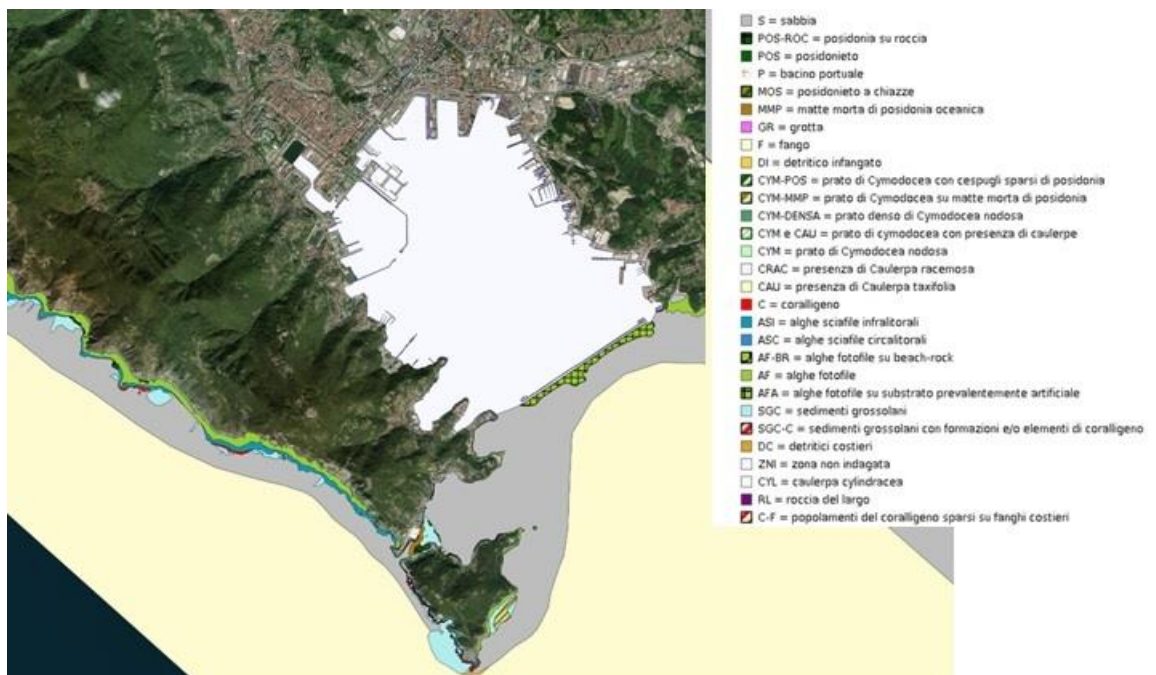 S = sabbia
POS-ROC = posidonia su roccia
POS = posidonieto
P = bacino portuale
MOS = posidonieto a chiazze
MMP = matte morta di posidonia oceanica
GR = grotta
F = fango
DI = detritico infangato
CYM-POS = prato di Cymodocea con cespugli sparsi di posidonia
CYM-MMP = prato di Cymodocea su matte morta di posidonia
CYM-DENSA = prato denso di Cymodocea nodosa
CYM e CAU = prato di cymodocea con presenza di caulerpe
CYM = prato di Cymodocea nodosa
CRAC = presenza di Caulerpa racemosa
CAU = presenza di Caulerpa taxifolia
C = coralligeno
ASI = alghe sciafile infralitorali
ASC = alghe sciafile circalitorali
AF-BR = alghe fotofile su beach-rock
AF = alghe fotofile
AFA = alghe fotofile su substrato prevalentemente artificiale
SGC = sedimenti grossolani
SGC-C = sedimenti grossolani con formazioni e/o elementi di coralligeno
DC = detritici costieri
ZNI = zona non indagata
CYL = caulerpa cylindracea
RL = roccia del largo
C-F = popolamenti del coralligeno sparsi su fanghi costieri